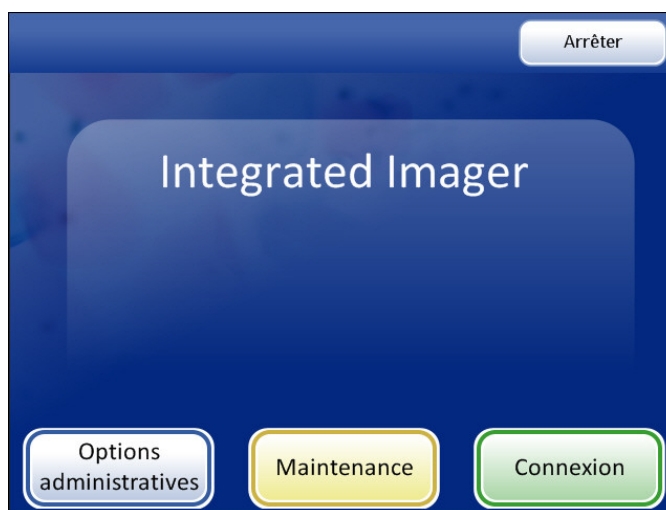 Arrêter
Integrated Imager
Options
administratives
Maintenance
Connexion